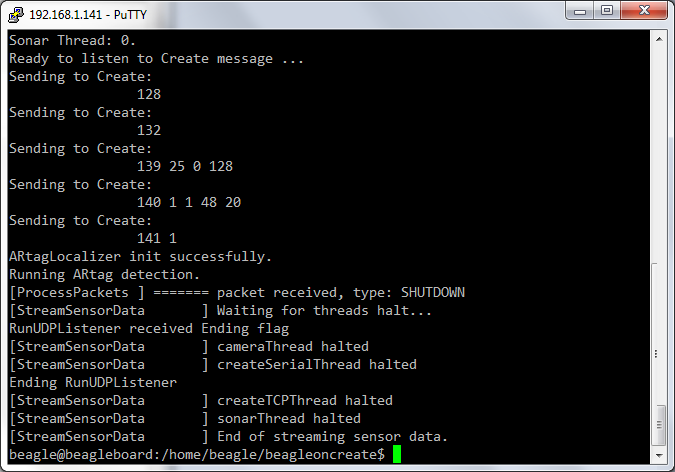 192.168.1.141 - PuTTY
Sonar Thread: 0.
Ready to listen to Create message ...
Sending to Create:
128
Sending to Create:
132
Sending to Create:
139 25 0 128
Sending to Create:
140 1 1 48 20
Sending to Create:
141 1
ARtagLocalizer init successfully.
Running ARtag detection.
[ProcessPackets ] ======= packet received, type: SHUTDOWN
[StreamSensorData       ] Waiting for threads halt...
RunUDPListener received Ending flag
[StreamSensorData       ] cameraThread halted
[StreamSensorData       ] createSerialThread halted
Ending RunUDPListener
[StreamSensorData       ] createTCPThread halted
[StreamSensorData       ] sonarThread halted
[StreamSensorData       ] End of streaming sensor data.
beagle@beagleboard:/home/beagle/beagleoncreate$